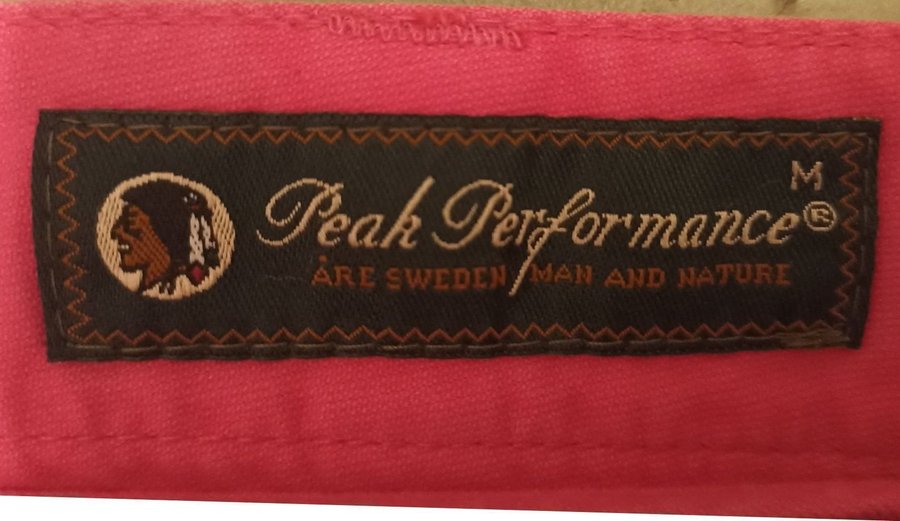 M
Peak Performance®
ÅRE SWEDEN MAN AND NATURE